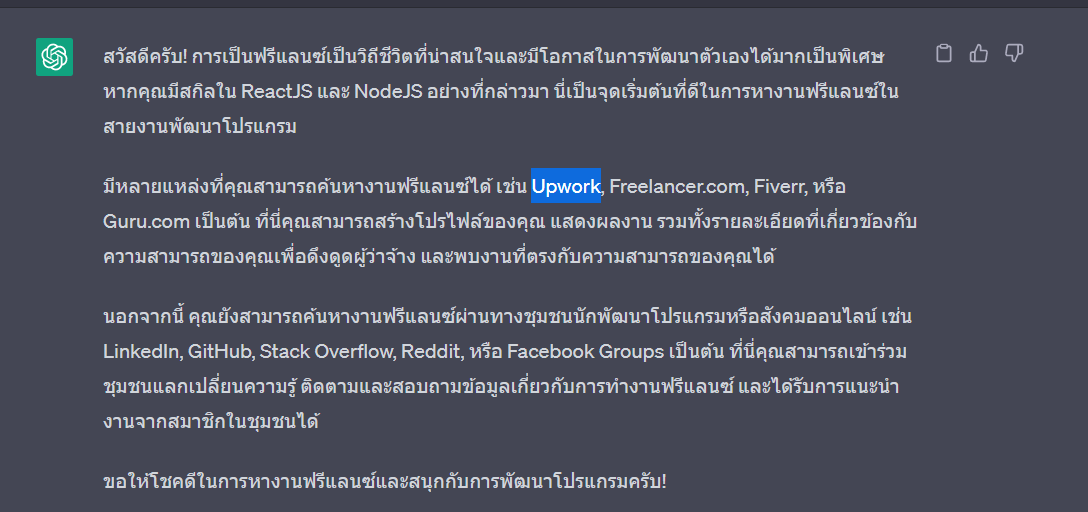 สวัสดีครับ! การเป็นฟรีแลนซ์เป็นวิถีชีวิตที่น่าสนใจและมีโอกาสในการพัฒนาตัวเองได้มากเป็นพิเศษ
หากคุณมีสกิลใน ReactJS และ NodeJS อย่างที่กล่าวมา นี่เป็นจุดเริ่มต้นที่ดีในการหางานฟรีแลนซ์ใน
สายงานพัฒนาโปรแกรม
มีหลายแหล่งที่คุณสามารถค้นหางานฟรีแลนซ์ได้ เช่น Upwork, Freelancer.com, Fiverr, หรือ
Guru.com เป็นต้น ที่นี่คุณสามารถสร้างโปรไฟล์ของคุณ แสดงผลงาน รวมทั้งรายละเอียดที่เกี่ยวข้องกับ
ความสามารถของคุณเพื่อดึงดูดผู้ว่าจ้าง และพบงานที่ตรงกับความสามารถของคุณได้
นอกจากนี้ คุณยังสามารถค้นหางานฟรีแลนซ์ผ่านทางชุมชนนักพัฒนาโปรแกรมหรือสังคมออนไลน์ เช่น
LinkedIn, GitHub, Stack Overflow, Reddit, หรือ Facebook Groups เป็นต้น ที่นี่คุณสามารถเข้าร่วม
ชุมชนแลกเปลี่ยนความรู้ ติดตามและสอบถามข้อมูลเกี่ยวกับการทำงานฟรีแลนซ์ และได้รับการแนะนำ
งานจากสมาชิกในชุมชนได้
ขอให้โชคดีในการหางานฟรีแลนซ์และสนุกกับการพัฒนาโปรแกรมครับ!